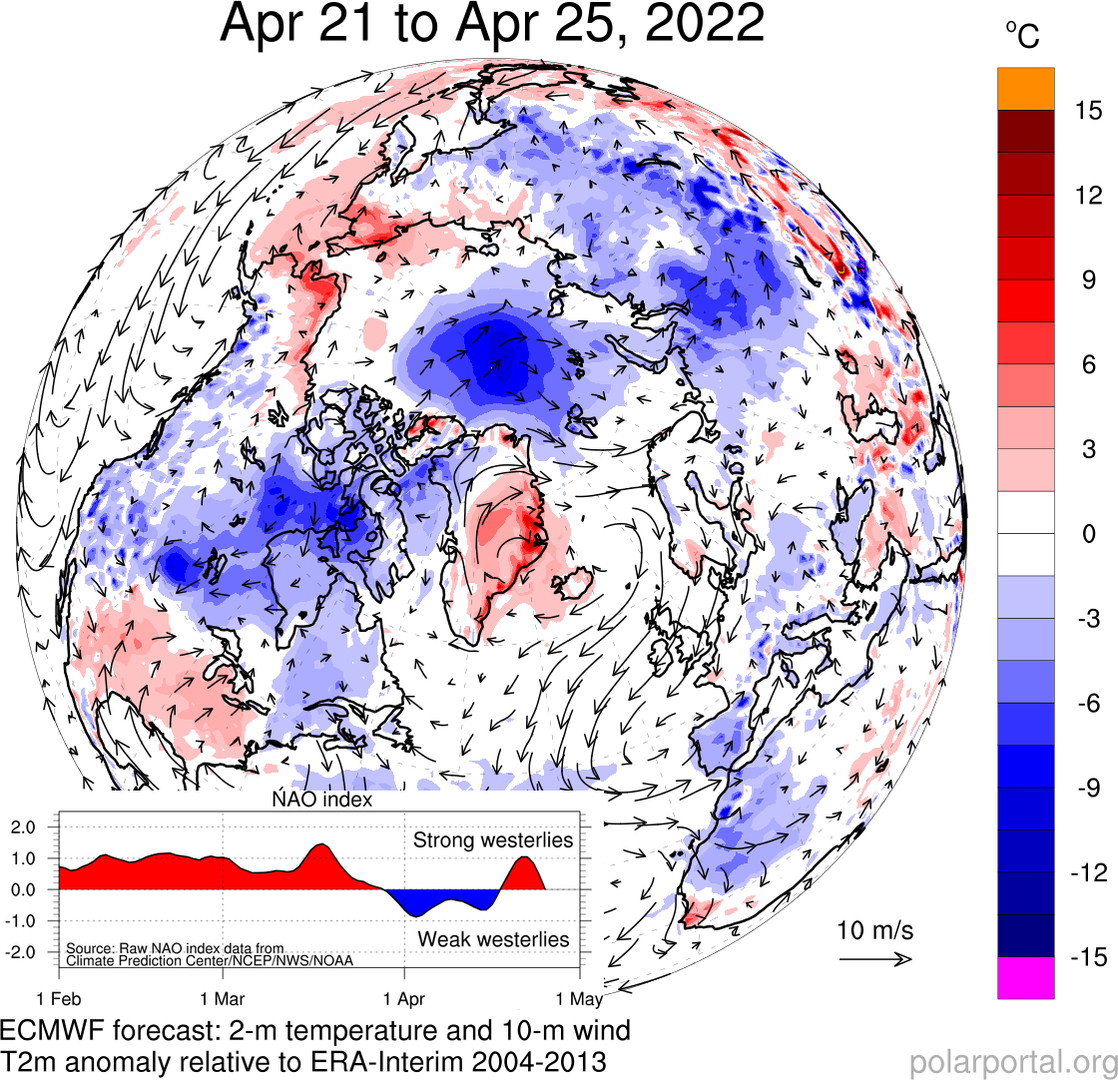 Apr 21 to Apr 25, 2022
°C
15
12
9
6
3
0
-3
-6
-9
-12
-15
10 m/s
NAO index
2.0
1.0
0.0
-1.0
-2.0
Strong westerlies
Weak westerlies
Source: Raw NAO index data from
Climate Prediction Center/NCEP/NWS/NOAA
1 Feb 1 Mar 1 Apr 1 May
ECMWF forecast: 2-m temperature and 10-m wind
T2m anomaly relative to ERA-Interim 2004-2013
polarportal.org